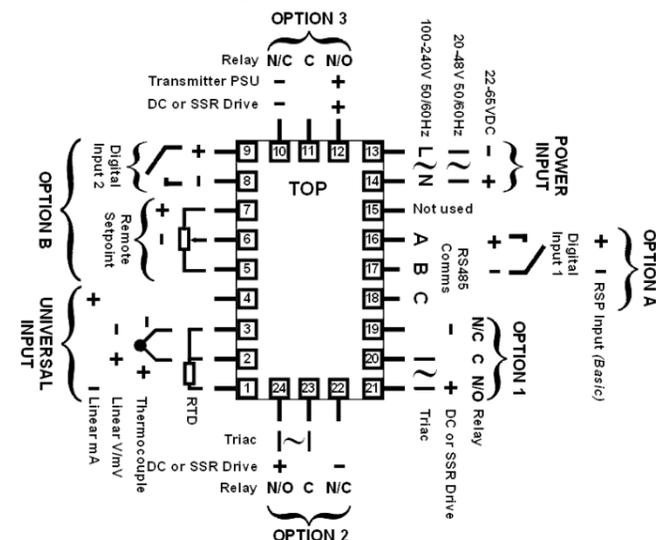 OPTION 3
Relay N/C C N/O
Transmitter PSU - +
DC or SSR Drive - +
100-240V 50/60Hz L ~ N
20-48V 50/60Hz ~
22-65VDC - +
POWER INPUT
OPTION B
Digital Input 2 + -
Remote Setpoint + -
9 10 11 12 13
8 14
7 15
6 16
5 17
4 18
3 19
2 20
1 24 23 22 21
TOP
Not used
A
B
C
RS485 Comms
+ -
Digital Input 1
+ - RSP Input (Basic)
OPTION A
UNIVERSAL INPUT
+ - Linear mA
- + Linear V/mV
- + Thermocouple
RTD
OPTION 1
N/C C N/O Relay
- + DC or SSR Drive
~ Triac
Triac ~
DC or SSR Drive + -
Relay N/O C N/C
OPTION 2